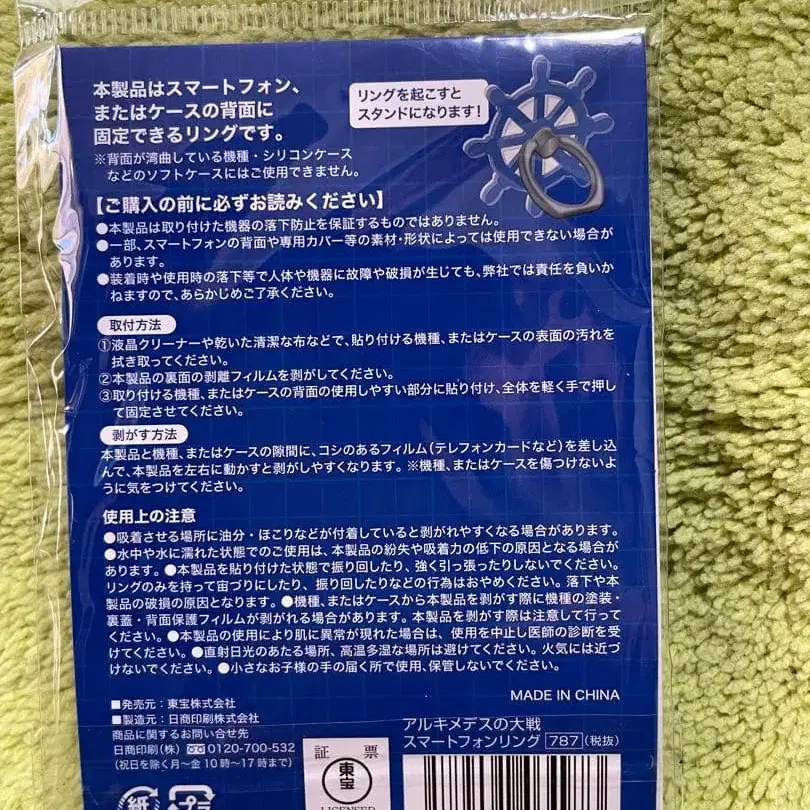 本製品はスマートフォン、
またはケースの背面に
固定できるリングです。
※背面が湾曲している機種・シリコンケース
などのソフトケースにはご使用できません。
リングを起こすと
スタンドになります!
【ご購入の前に必ずお読みください】
●本製品は取り付けた機器の落下防止を保証するものではありません。
●一部、スマートフォンの背面や専用カバー等の素材・形状によっては使用できない場合が
あります。
●装着時や使用時の落下等で人体や機器に故障や破損が生じても、弊社では責任を負いか
ねますので、あらかじめご了承ください。
取付方法
①液晶クリーナーや乾いた清潔な布などで、貼り付ける機種、またはケースの表面の汚れを
拭き取ってください。
②本製品の裏面の剥離フィルムを剥がしてください。
③取り付ける機種、またはケースの背面の使用しやすい部分に貼り付け、全体を軽く手で押し
て固定させてください。
剥がす方法
本製品と機種、またはケースの隙間に、コシのあるフィルム(テレフォンカードなど)を差し込
んで、本製品を左右に動かすと剥がしやすくなります。※機種、またはケースを傷つけないよ
うに気をつけてください。
使用上の注意
●吸着させる場所に油分・ほこりなどが付着していると剥がれやすくなる場合があります。
●水中や水に濡れた状態でのご使用は、本製品の紛失や吸着力の低下の原因となる場合が
あります。●本製品を貼り付けた状態で振り回したり、強く引っ張ったりしないでください。
リングのみを持って宙づりにしたり、振り回したりなどの行為はおやめください。落下や本
製品の破損の原因となります。●機種、またはケースから本製品を剥がす際に機種の塗装・
裏蓋・背面保護フィルムが剥がれる場合があります。本製品を剥がす際は注意して行って
ください。●本製品の使用により肌に異常が現れた場合は、使用を中止し医師の診断を受
けてください。●直射日光のあたる場所、高温多湿な場所は避けてください。火気には近づ
けないでください。●小さなお子様の手の届く所で使用、保管しないでください。
MADE IN CHINA
■発売元:東宝株式会社
■製造元:日商印刷株式会社
商品に関するお問い合せ先
日商印刷(株) 0120-700-532
(祝日を除く月〜金10時〜17時まで)
証 票
東宝
LICENSED
アルキメデスの大戦
スマートフォンリング 787 (税抜)
紙 プラ